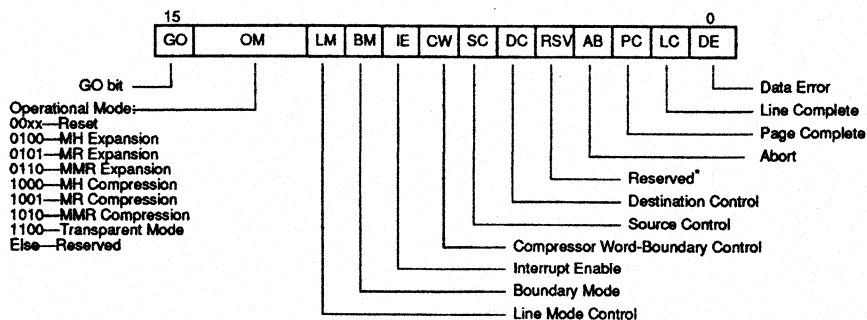 15 0
GO OM LM BM IE CW SC DC RSV AB PC LC DE
GO bit
Operational Mode:
00xx—Reset
0100—MH Expansion
0101—MR Expansion
0110—MMR Expansion
1000—MH Compression
1001—MR Compression
1010—MMR Compression
1100—Transparent Mode
Else—Reserved
Data Error
Line Complete
Page Complete
Abort
Reserved*
Destination Control
Source Control
Compressor Word-Boundary Control
Interrupt Enable
Boundary Mode
Line Mode Control